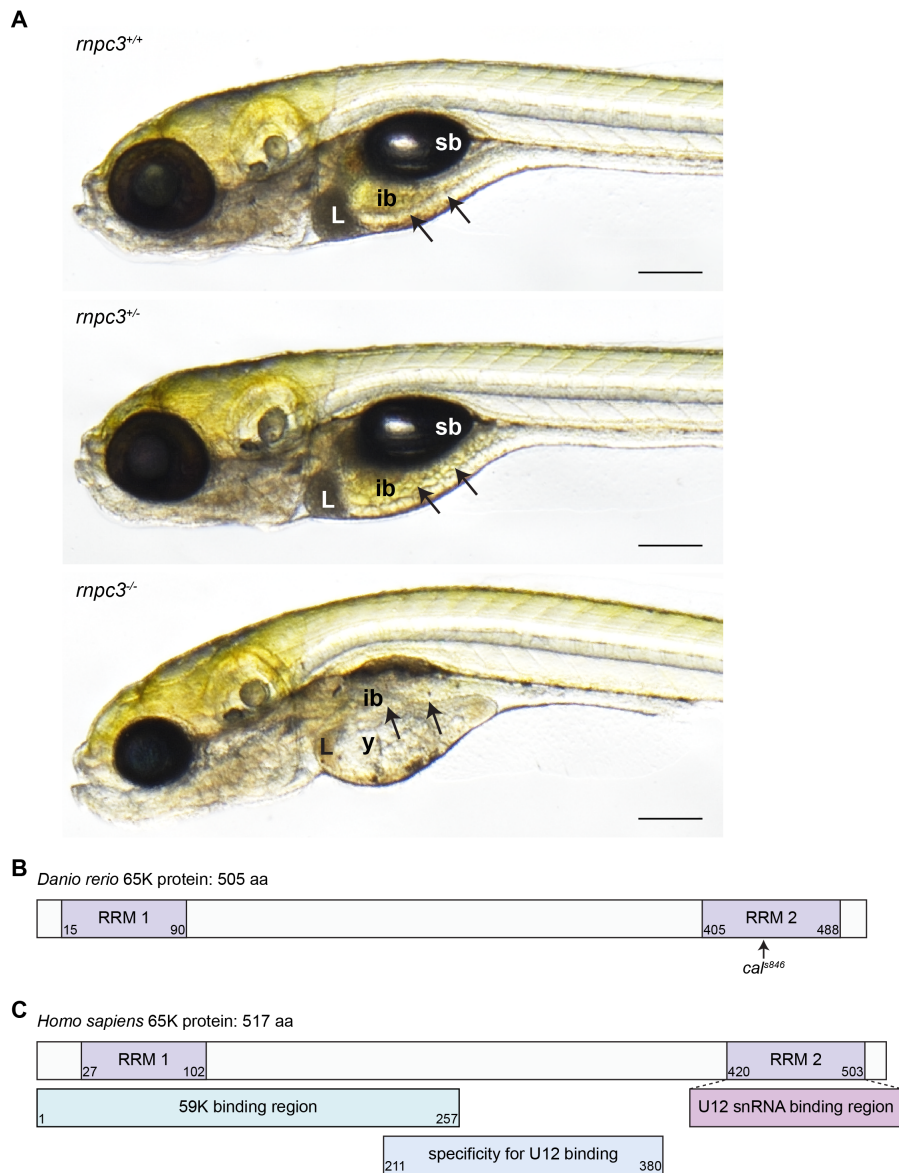 A
rnpc3+/+
sb
ib
L
rnpc3+/-
sb
ib
L
rnpc3-/-
ib
L
y
B
Danio rerio 65K protein: 505 aa
RRM 1
15 90
RRM 2
405 488
cals846
C
Homo sapiens 65K protein: 517 aa
RRM 1
27 102
RRM 2
420 503
59K binding region
1 257
U12 snRNA binding region
specificity for U12 binding
211 380